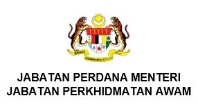 JABATAN PERDANA MENTERI
JABATAN PERKHIDMATAN AWAM